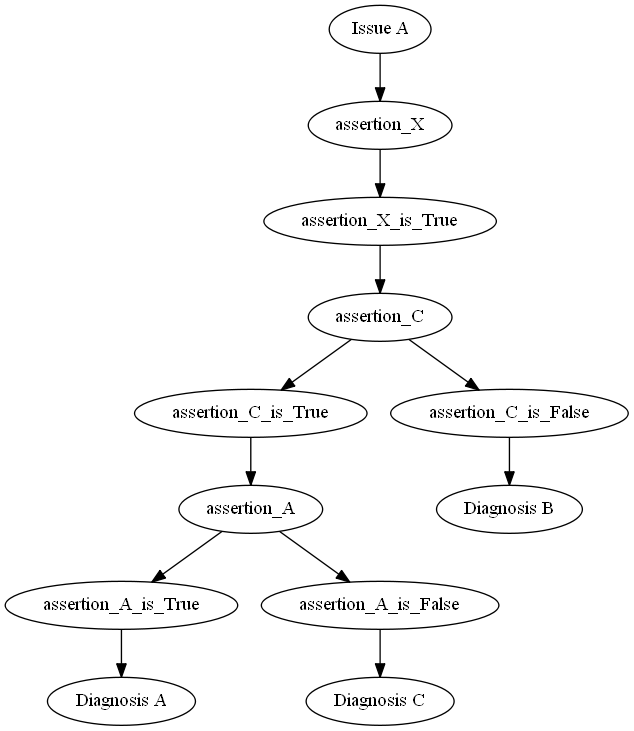 Issue A
assertion_X
assertion_X_is_True
assertion_C
assertion_C_is_True
assertion_C_is_False
assertion_A
Diagnosis B
assertion_A_is_True
assertion_A_is_False
Diagnosis A
Diagnosis C